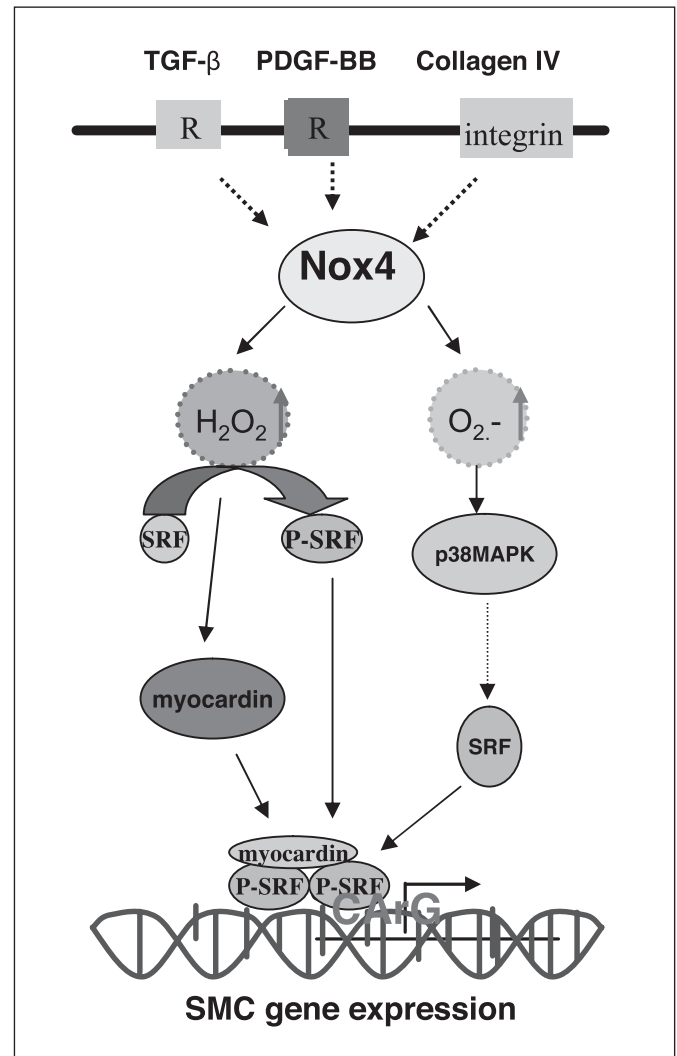 TGF-β PDGF-BB Collagen IV
R R integrin
Nox4
H₂O₂ O₂.-
SRF P-SRF p38MAPK
myocardin
SRF
myocardin
P-SRF P-SRF
CArG
SMC gene expression